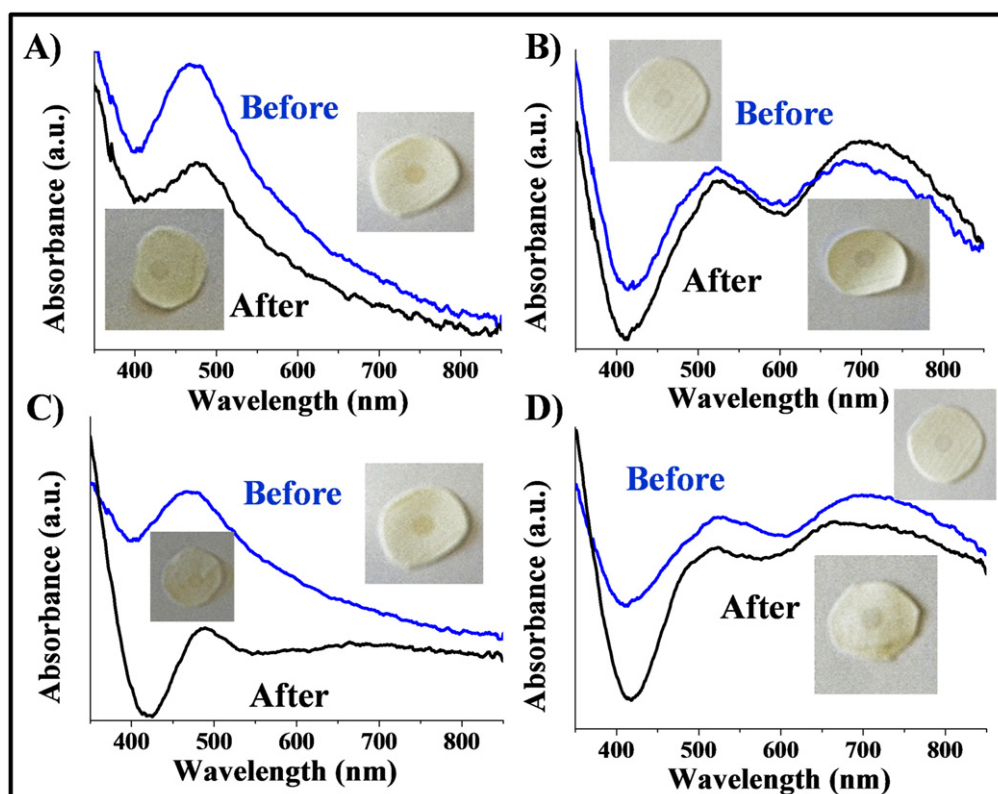 A)
Before
After
Absorbance (a.u.)
400 500 600 700 800
Wavelength (nm)
B)
Before
After
Absorbance (a.u.)
400 500 600 700 800
Wavelength (nm)
C)
Before
After
Absorbance (a.u.)
400 500 600 700 800
Wavelength (nm)
D)
Before
After
Absorbance (a.u.)
400 500 600 700 800
Wavelength (nm)